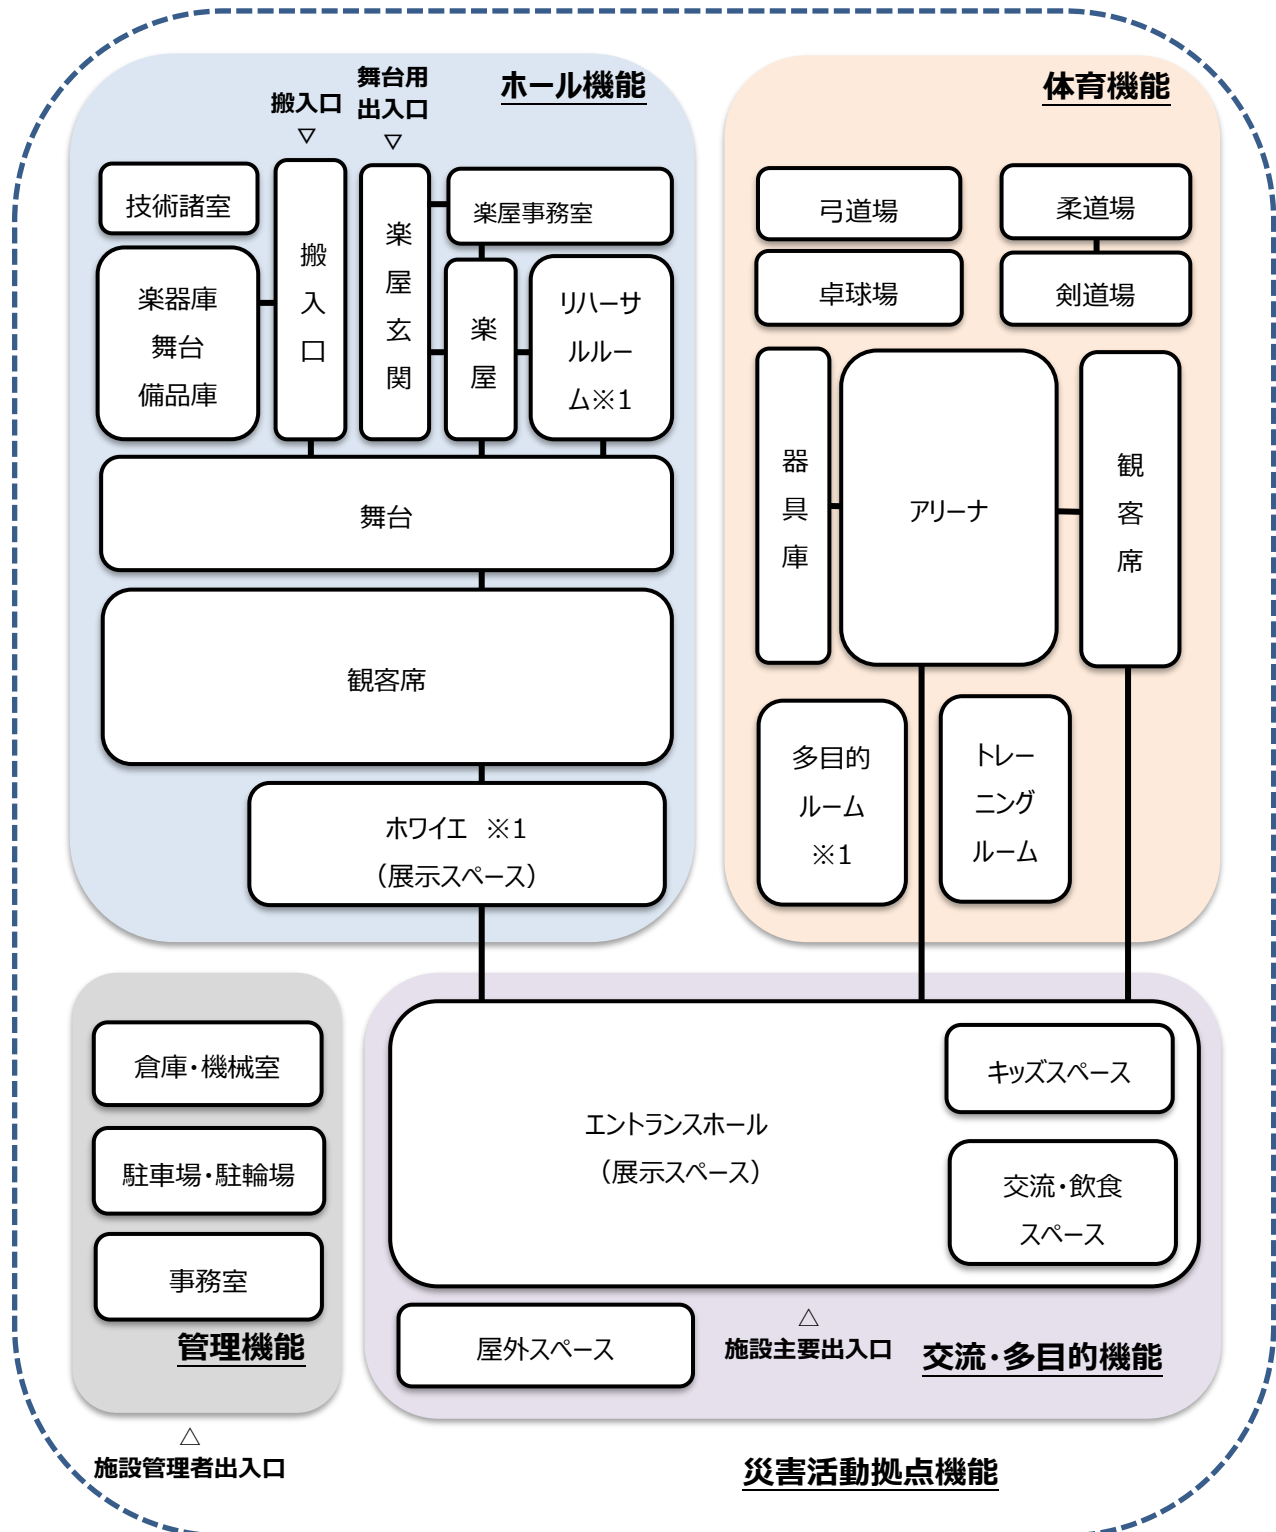 ホール機能
舞台用
出入口
▽
搬入口
▽
技術諸室
楽器庫
舞台
備品庫
搬入口
楽屋玄関
楽屋事務室
楽屋
リハーサ
ルルー
ム※1
舞台
観客席
ホワイエ ※1
（展示スペース）
体育機能
弓道場
柔道場
卓球場
剣道場
器具庫
アリーナ
観客席
多目的
ルーム
※1
トレー
ニング
ルーム
倉庫・機械室
駐車場・駐輪場
事務室
管理機能
△
施設管理者出入口
エントランスホール
（展示スペース）
キッズスペース
交流・飲食
スペース
屋外スペース
△
施設主要出入口
交流・多目的機能
災害活動拠点機能